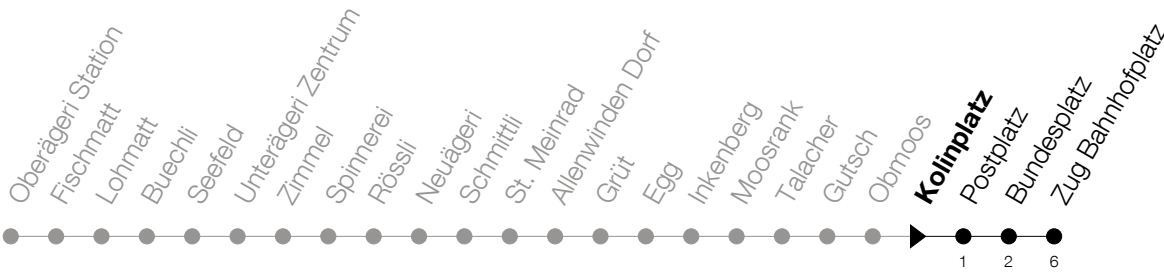 Oberägeri Station
Fischmatt
Lohmatt
Buechli
Seefeld
Unterägeri Zentrum
Zimmel
Spinnerei
Rössli
Neuägeri
Schmittli
St. Meinrad
Allenwinden Dorf
Grüt
Egg
Inkenberg
Moosrank
Talacher
Gutsch
Obmoos
Kolinplatz
Postplatz
Bundesplatz
Zug Bahnhofplatz
1 2 6